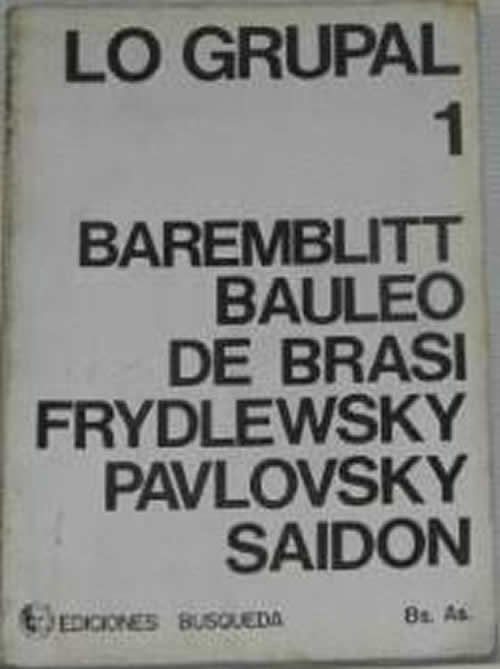 LO GRUPAL
1
BAREMBLITT
BAULEO
DE BRASI
FRYDLEWSKY
PAVLOVSKY
SAIDON
EDICIONES BUSQUEDA Bs. As.